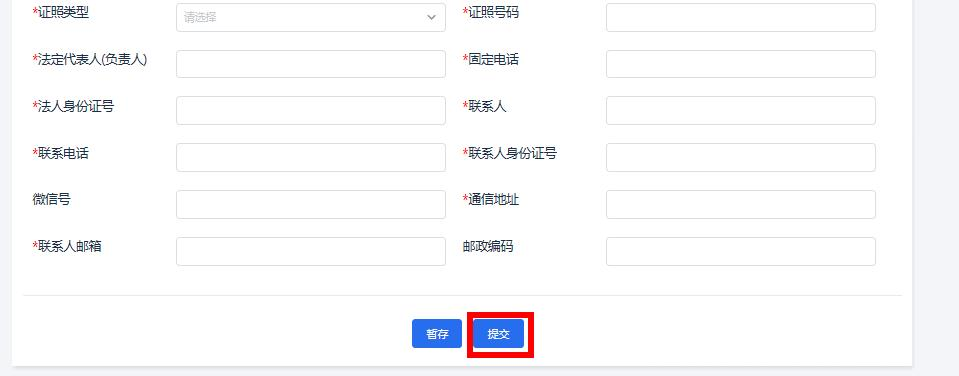 *证照类型 请选择 *证照号码
*法定代表人(负责人) *固定电话
*法人身份证号 *联系人
*联系电话 *联系人身份证号
微信号 *通信地址
*联系人邮箱 邮政编码
暂存 提交